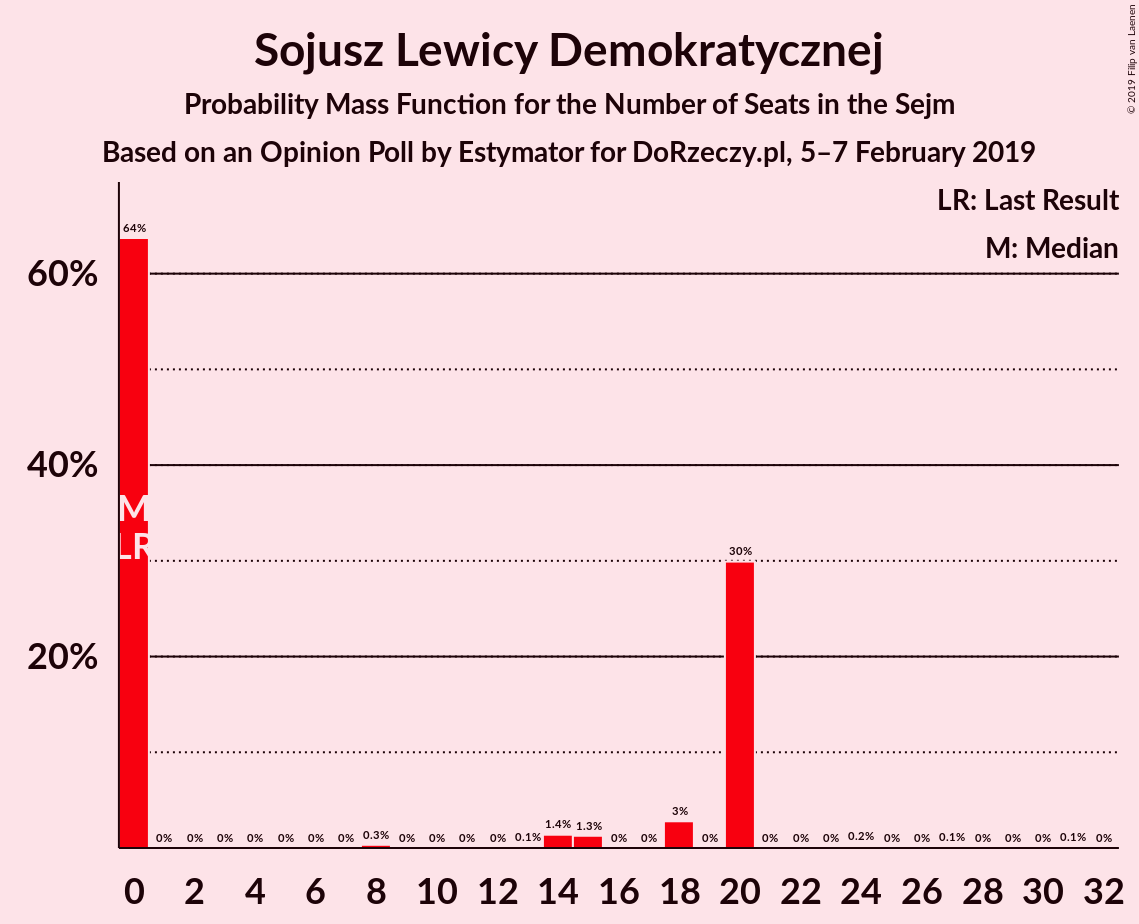 Sojusz Lewicy Demokratycznej
Probability Mass Function for the Number of Seats in the Sejm
Based on an Opinion Poll by Estymator for DoRzeczy.pl, 5–7 February 2019
© 2019 Filip van Laenen
LR: Last Result
M: Median
60%
40%
20%
64% 0% 0% 0% 0% 0% 0% 0% 0.3% 0% 0% 0% 0% 0.1% 1.4% 1.3% 0% 0% 3% 0% 30% 0% 0% 0% 0.2% 0% 0% 0.1% 0% 0% 0% 0.1% 0%
M
LR
0 2 4 6 8 10 12 14 16 18 20 22 24 26 28 30 32